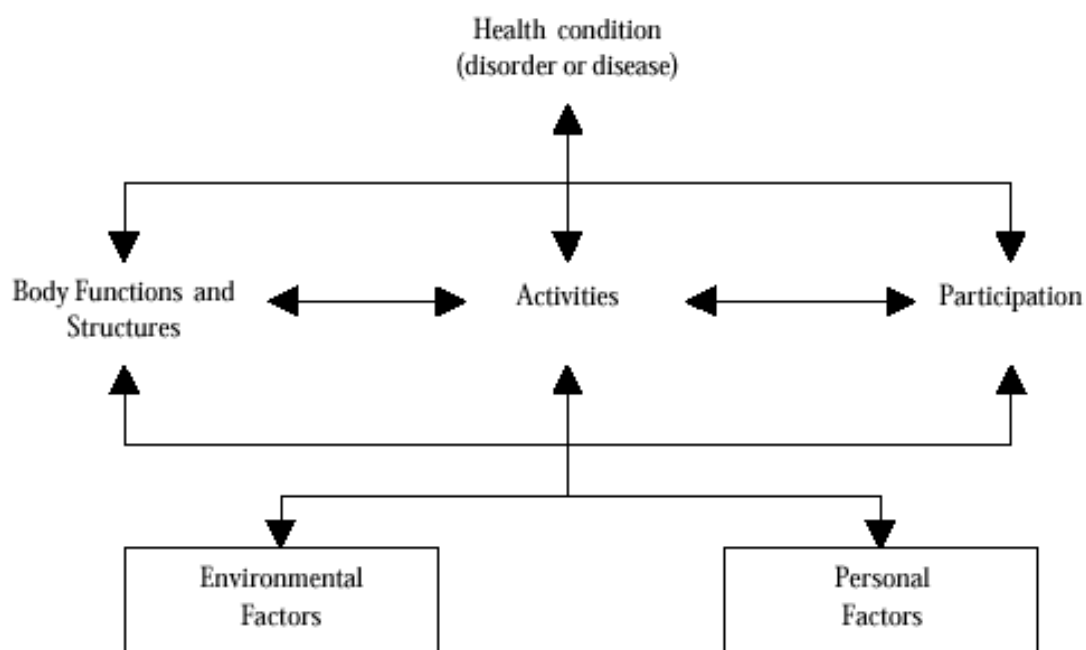 Health condition
(disorder or disease)
Body Functions and
Structures
Activities
Participation
Environmental
Factors
Personal
Factors